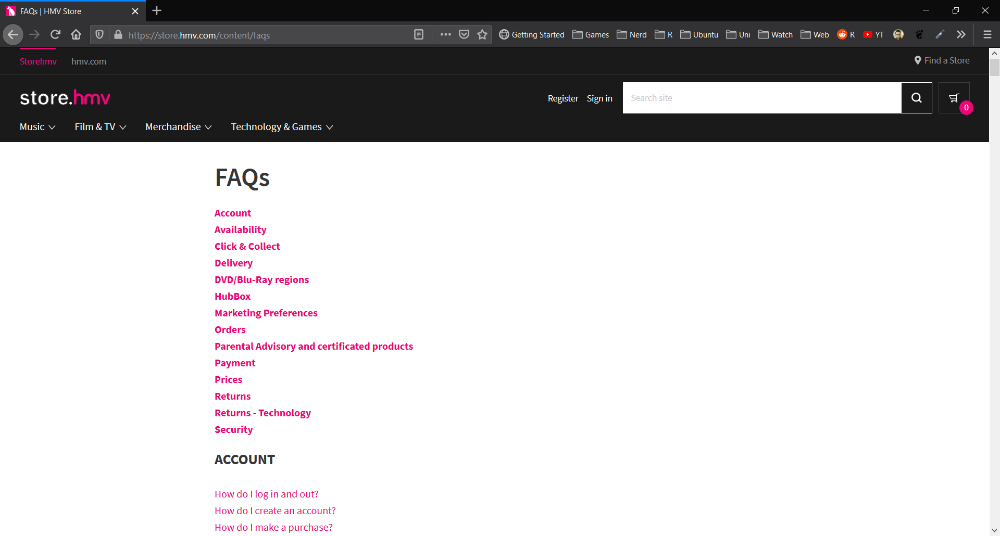 FAQs | HMV Store
https://store.hmv.com/content/faqs
Getting Started Games Nerd R Ubuntu Uni Watch Web R YT
Storehmv hmv.com Find a Store
store.hmv Register Sign in Search site 0
Music Film & TV Merchandise Technology & Games
FAQs
Account
Availability
Click & Collect
Delivery
DVD/Blu-Ray regions
HubBox
Marketing Preferences
Orders
Parental Advisory and certificated products
Payment
Prices
Returns
Returns - Technology
Security
ACCOUNT
How do I log in and out?
How do I create an account?
How do I make a purchase?